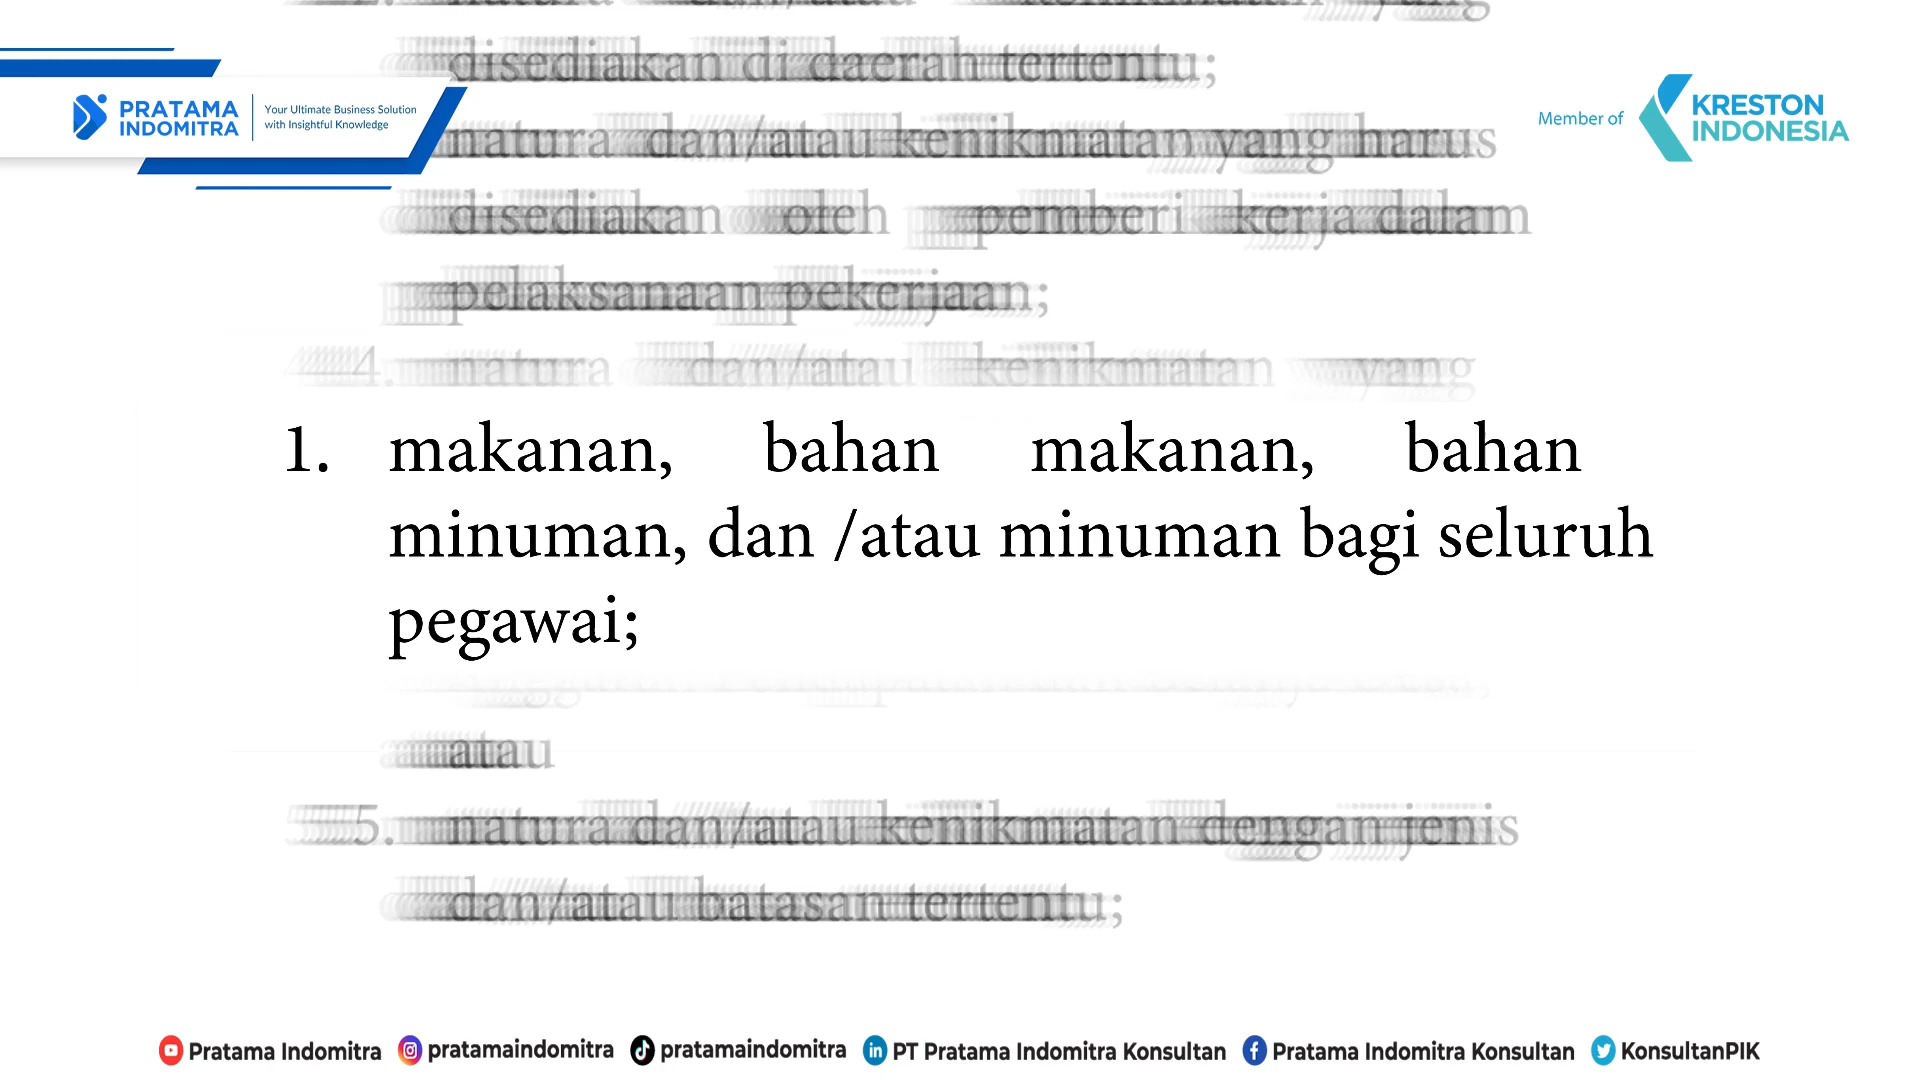 disediakan di daerah tertentu;
PRATAMA
INDOMITRA
Your Ultimate Business Solution
with Insightful Knowledge
Member of
KRESTON
INDONESIA
natura dan/atau kenikmatan yang harus
disediakan oleh pemberi kerja dalam
pelaksanaan pekerjaan;
4. natura dan/atau kenikmatan yang
1. makanan, bahan makanan, bahan
minuman, dan /atau minuman bagi seluruh
pegawai;
atau
5. natura dan/atau kenikmatan dengan jenis
dan/atau batasan tertentu;
Pratama Indomitra pratamaindomitra pratamaindomitra PT Pratama Indomitra Konsultan Pratama Indomitra Konsultan KonsultanPIK